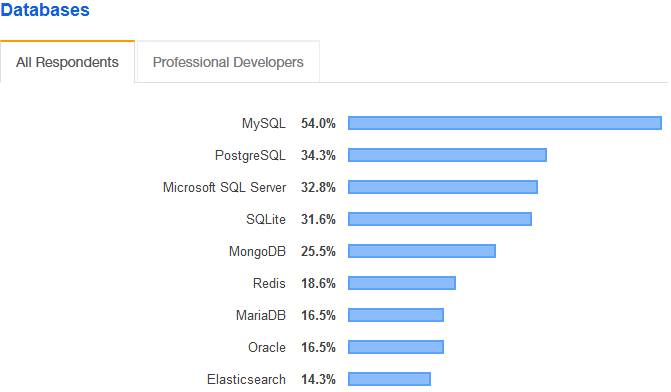 Databases
All Respondents Professional Developers
MySQL 54.0%
PostgreSQL 34.3%
Microsoft SQL Server 32.8%
SQLite 31.6%
MongoDB 25.5%
Redis 18.6%
MariaDB 16.5%
Oracle 16.5%
Elasticsearch 14.3%